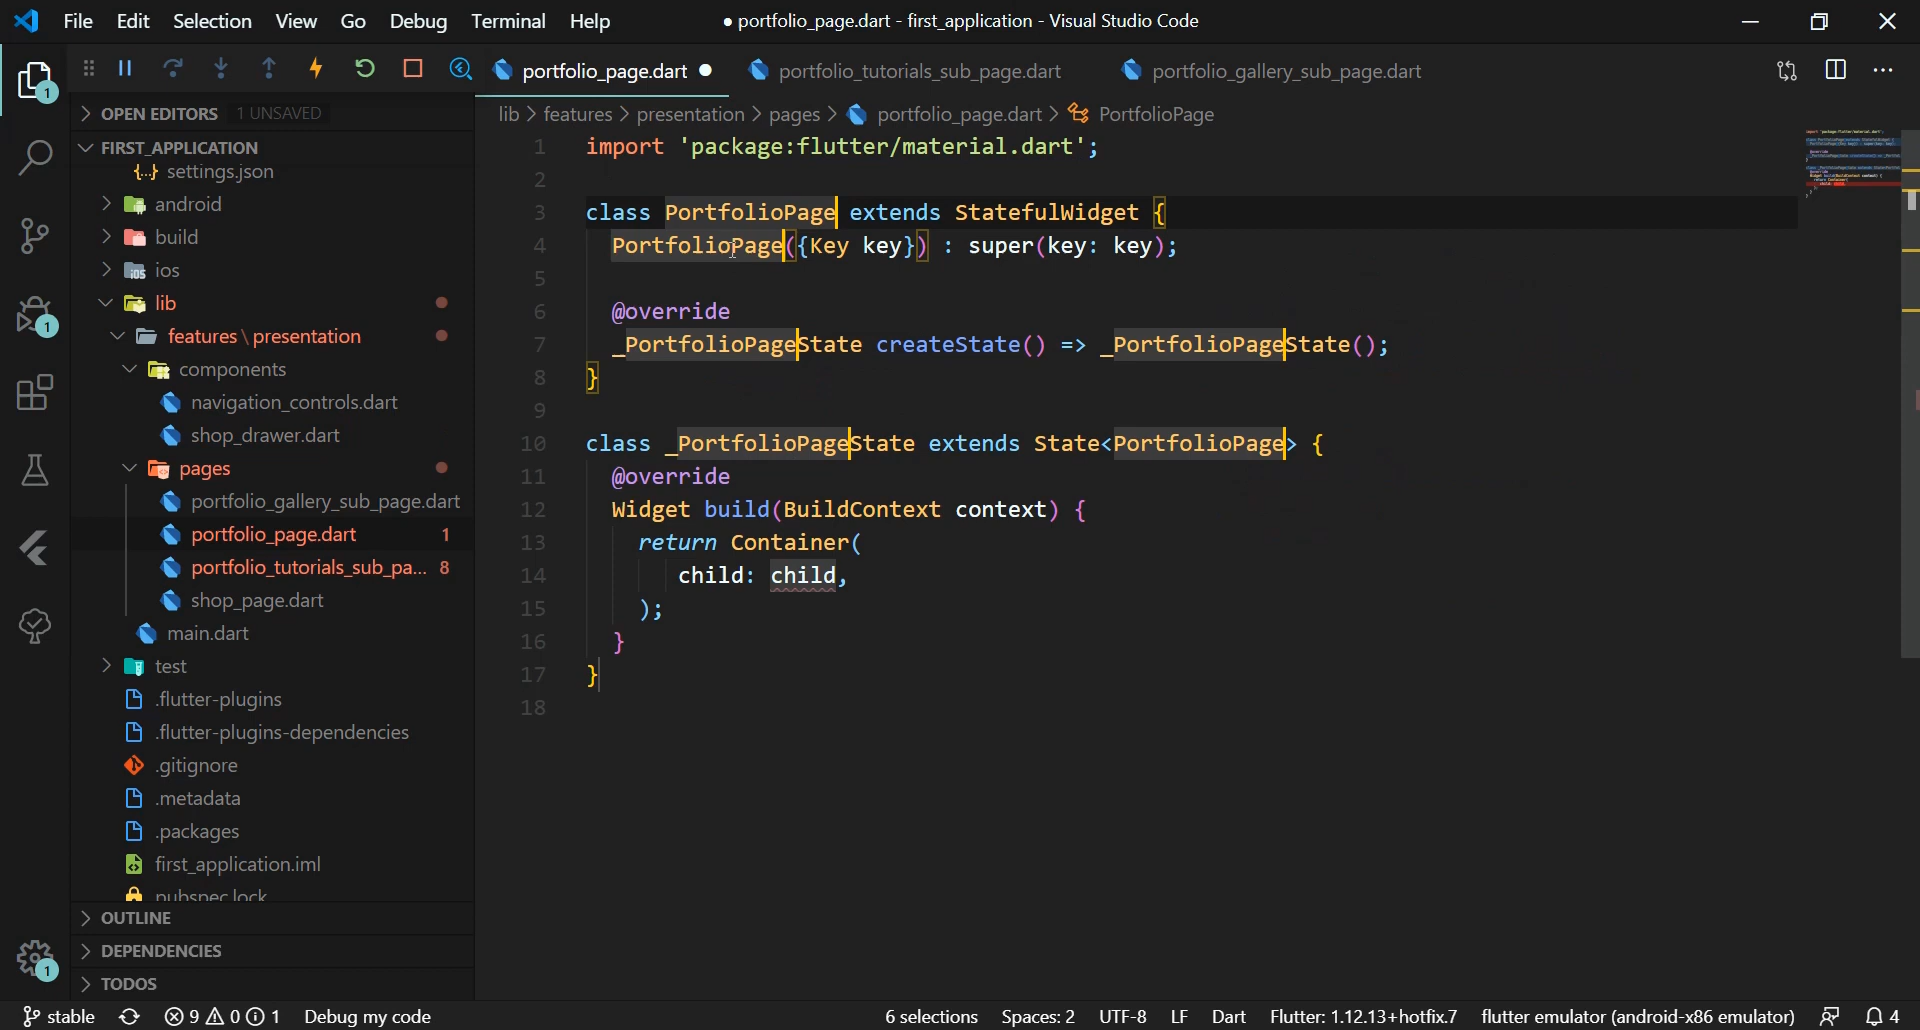 File Edit Selection View Go Debug Terminal Help
● portfolio_page.dart - first_application - Visual Studio Code
portfolio_page.dart ●
portfolio_tutorials_sub_page.dart
portfolio_gallery_sub_page.dart
1
OPEN EDITORS 1 UNSAVED
lib > features > presentation > pages > portfolio_page.dart > PortfolioPage
FIRST_APPLICATION
settings.json
android
build
ios
lib
features \ presentation
components
navigation_controls.dart
shop_drawer.dart
pages
portfolio_gallery_sub_page.dart
portfolio_page.dart 1
portfolio_tutorials_sub_pa... 8
shop_page.dart
main.dart
test
.flutter-plugins
.flutter-plugins-dependencies
.gitignore
.metadata
.packages
first_application.iml
pubspec.lock
OUTLINE
DEPENDENCIES
TODOS
1
1
1 import 'package:flutter/material.dart';
2
3 class PortfolioPage extends StatefulWidget {
4 PortfolioPage({Key key}) : super(key: key);
5
6 @override
7 _PortfolioPageState createState() => _PortfolioPageState();
8 }
9
10 class _PortfolioPageState extends State<PortfolioPage> {
11 @override
12 Widget build(BuildContext context) {
13 return Container(
14 child: child,
15 );
16 }
17 }
18
stable 9 0 1 Debug my code 6 selections Spaces: 2 UTF-8 LF Dart Flutter: 1.12.13+hotfix.7 flutter emulator (android-x86 emulator) 4